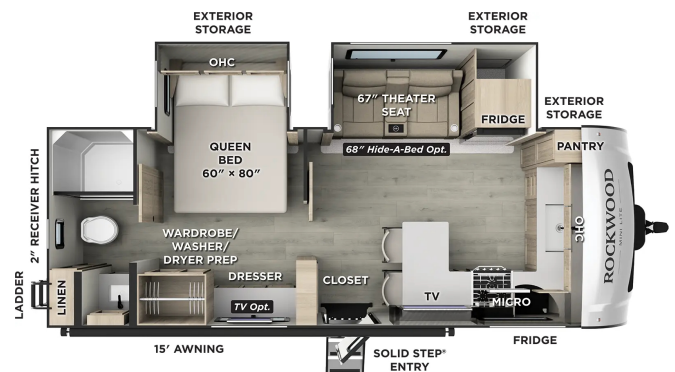 EXTERIOR
STORAGE
EXTERIOR
STORAGE
OHC
67" THEATER
SEAT
FRIDGE
EXTERIOR
STORAGE
68" Hide-A-Bed Opt.
PANTRY
QUEEN
BED
60" × 80"
2" RECEIVER HITCH
OHC
ROCKWOOD
MINI LITE
WARDROBE/
WASHER/
DRYER PREP
LADDER
LINEN
DRESSER
CLOSET
TV Opt.
TV
MICRO
15' AWNING
SOLID STEP®
ENTRY
FRIDGE